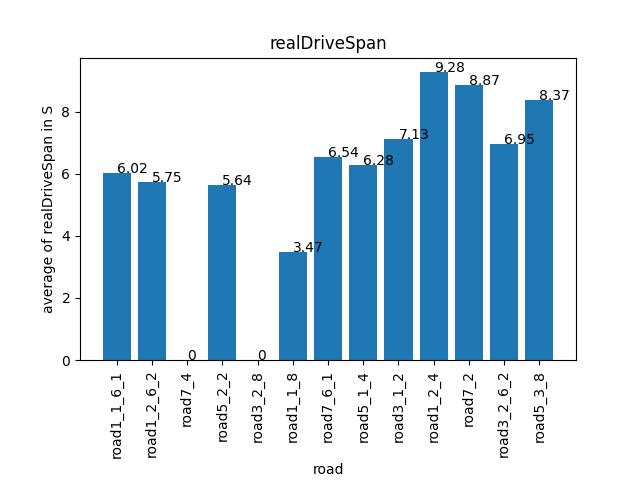 realDriveSpan
average of realDriveSpan in S
8
6
4
2
0
6.02
5.75
0
5.64
0
3.47
6.54
6.28
7.13
9.28
8.87
6.95
8.37
road1_1_6_1
road1_2_6_2
road7_4
road5_2_2
road3_2_8
road1_1_8
road7_6_1
road5_1_4
road3_1_2
road1_2_4
road7_2
road3_2_6_2
road5_3_8
road